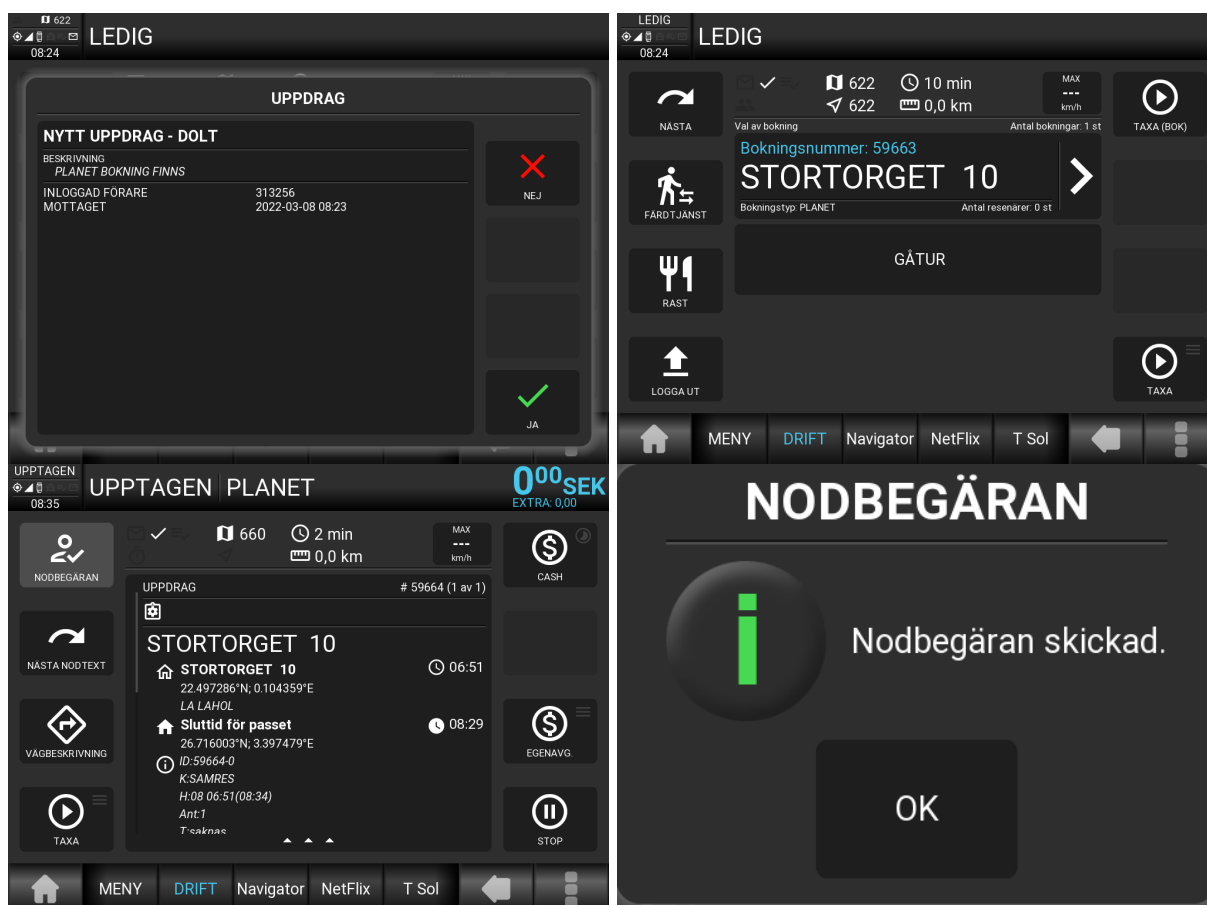 622
08:24
LEDIG
UPPDRAG
NYTT UPPDRAG - DOLT
BESKRIVNING
PLANET BOKNING FINNS
INLOGGAD FÖRARE 313256
MOTTAGET 2022-03-08 08:23
NEJ
JA
LEDIG
08:24
LEDIG
NÄSTA
622 10 min
622 0,0 km
MAX
---
km/h
TAXA (BOK)
Val av bokning Antal bokningar: 1 st
Bokningsnummer: 59663
STORTORGET 10
Bokningstyp: PLANET Antal resenärer: 0 st
FÄRDTJÄNST
GÅTUR
RAST
LOGGA UT
TAXA
MENY DRIFT Navigator NetFlix T Sol
UPPTAGEN
08:35
UPPTAGEN PLANET
0⁰⁰SEK
EXTRA: 0,00
NODBEGÄRAN
660 2 min
0,0 km
MAX
---
km/h
CASH
UPPDRAG # 59664 (1 av 1)
STORTORGET 10
STORTORGET 10 06:51
22.497286°N; 0.104359°E
LA LAHOL
Sluttid för passet 08:29
26.716003°N; 3.397479°E
ID:59664-0
K:SAMRES
H:08 06:51(08:34)
Ant:1
T:saknas
NÄSTA NODTEXT
VÄGBESKRIVNING
EGENAVG.
TAXA
STOP
MENY DRIFT Navigator NetFlix T Sol
NODBEGÄRAN
i
Nodbegäran skickad.
OK